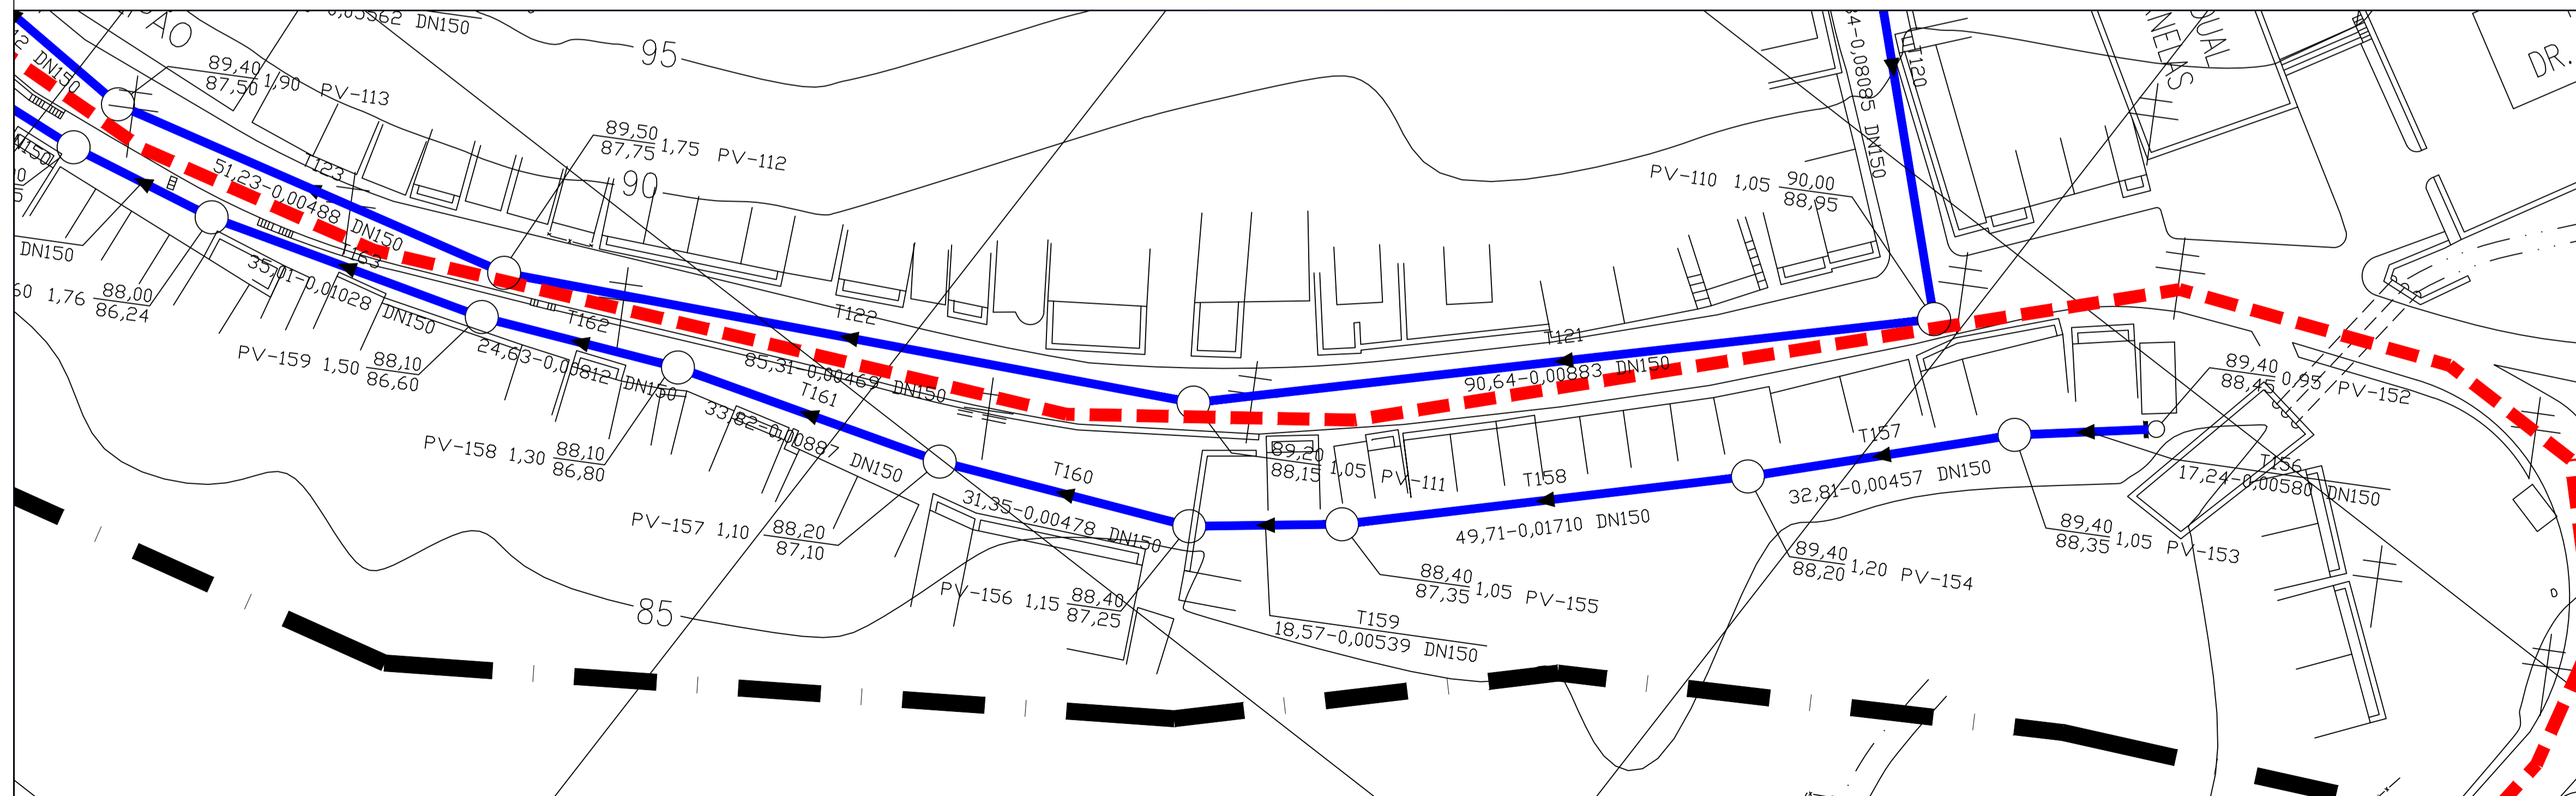 0,03562 DN150
ÃO
95
12 DN150
89,40
87,50
1,90 PV-113
89,50
87,75
1,75 PV-112
90
T123
51,23-0,00488 DN150
T120
84-0,08085 DN150
NELAS
QUAL
DR.
PV-110 1,05
90,00
88,95
DN150
60 1,76
88,00
86,24
T163
35,01-0,01028 DN150
PV-159 1,50
88,10
86,60
T162
24,63-0,00812 DN150
T122
85,31-0,00469 DN150
T121
90,64-0,00883 DN150
T161
33,82-0,00887 DN150
PV-158 1,30
88,10
86,80
89,20
88,15
1,05 PV-111
89,40
88,45
0,95 PV-152
T156
17,24-0,00580 DN150
T157
32,81-0,00457 DN150
T158
49,71-0,01710 DN150
T160
31,35-0,00478 DN150
PV-157 1,10
88,20
87,10
89,40
88,35
1,05 PV-153
89,40
88,20
1,20 PV-154
88,40
87,35
1,05 PV-155
PV-156 1,15
88,40
87,25
85
T159
18,57-0,00539 DN150